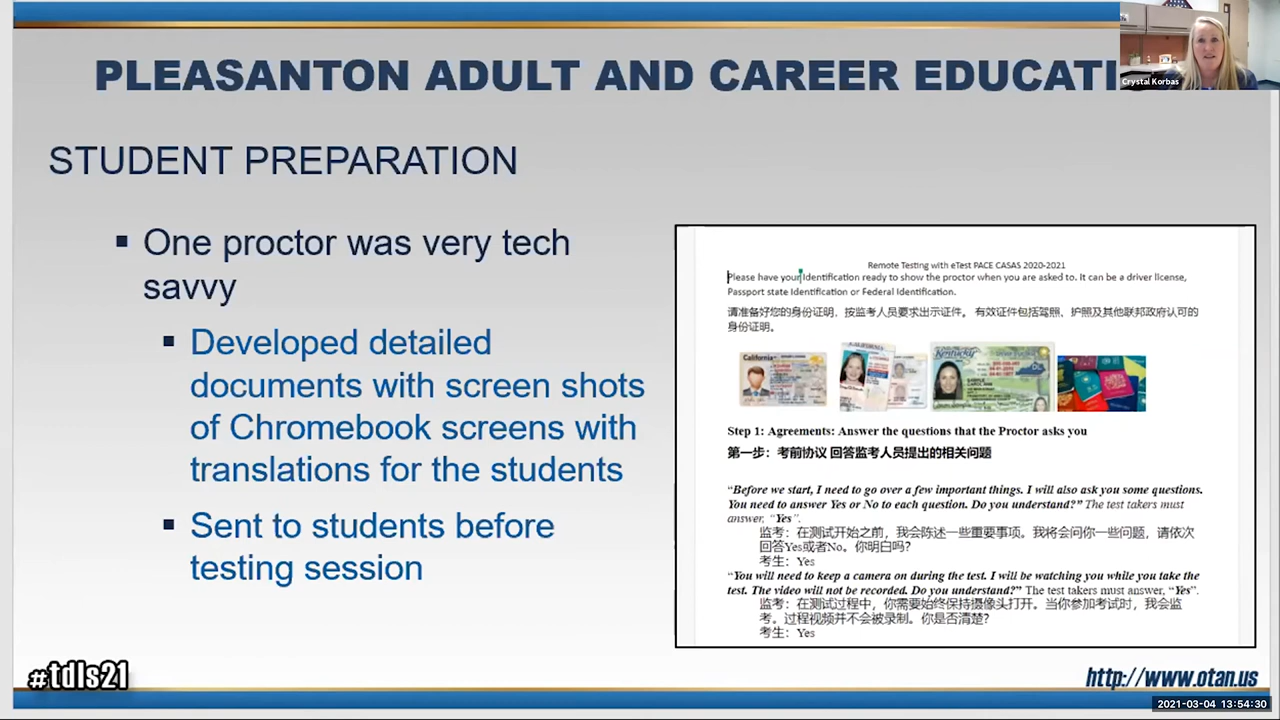 PLEASANTON ADULT AND CAREER EDUCATI
Crystal Korbas
STUDENT PREPARATION
▪ One proctor was very tech
savvy
▪ Developed detailed
documents with screen shots
of Chromebook screens with
translations for the students
▪ Sent to students before
testing session
Remote Testing with eTest PACE CASAS 2020-2021
Please have your Identification ready to show the proctor when you are asked to. It can be a driver license,
Passport state Identification or Federal Identification.
请准备好您的身份证明，按监考人员要求出示证件。 有效证件包括驾照、护照及其他联邦政府认可的
身份证明。
California
Kentucky
Step 1: Agreements: Answer the questions that the Proctor asks you
第一步：考前协议 回答监考人员提出的相关问题
“Before we start, I need to go over a few important things. I will also ask you some questions.
You need to answer Yes or No to each question. Do you understand?” The test takers must
answer, “Yes”.
监考：在测试开始之前，我会陈述一些重要事项。我将会问你一些问题，请依次
回答Yes或者No。你明白吗？
考生：Yes
“You will need to keep a camera on during the test. I will be watching you while you take the
test. The video will not be recorded. Do you understand?” The test takers must answer, “Yes”.
监考：在测试过程中，你需要始终保持摄像头打开。当你参加考试时，我会监
考。过程视频并不会被录制。你是否清楚？
考生：Yes
#tdls21
http://www.otan.us
2021-03-04 13:54:30